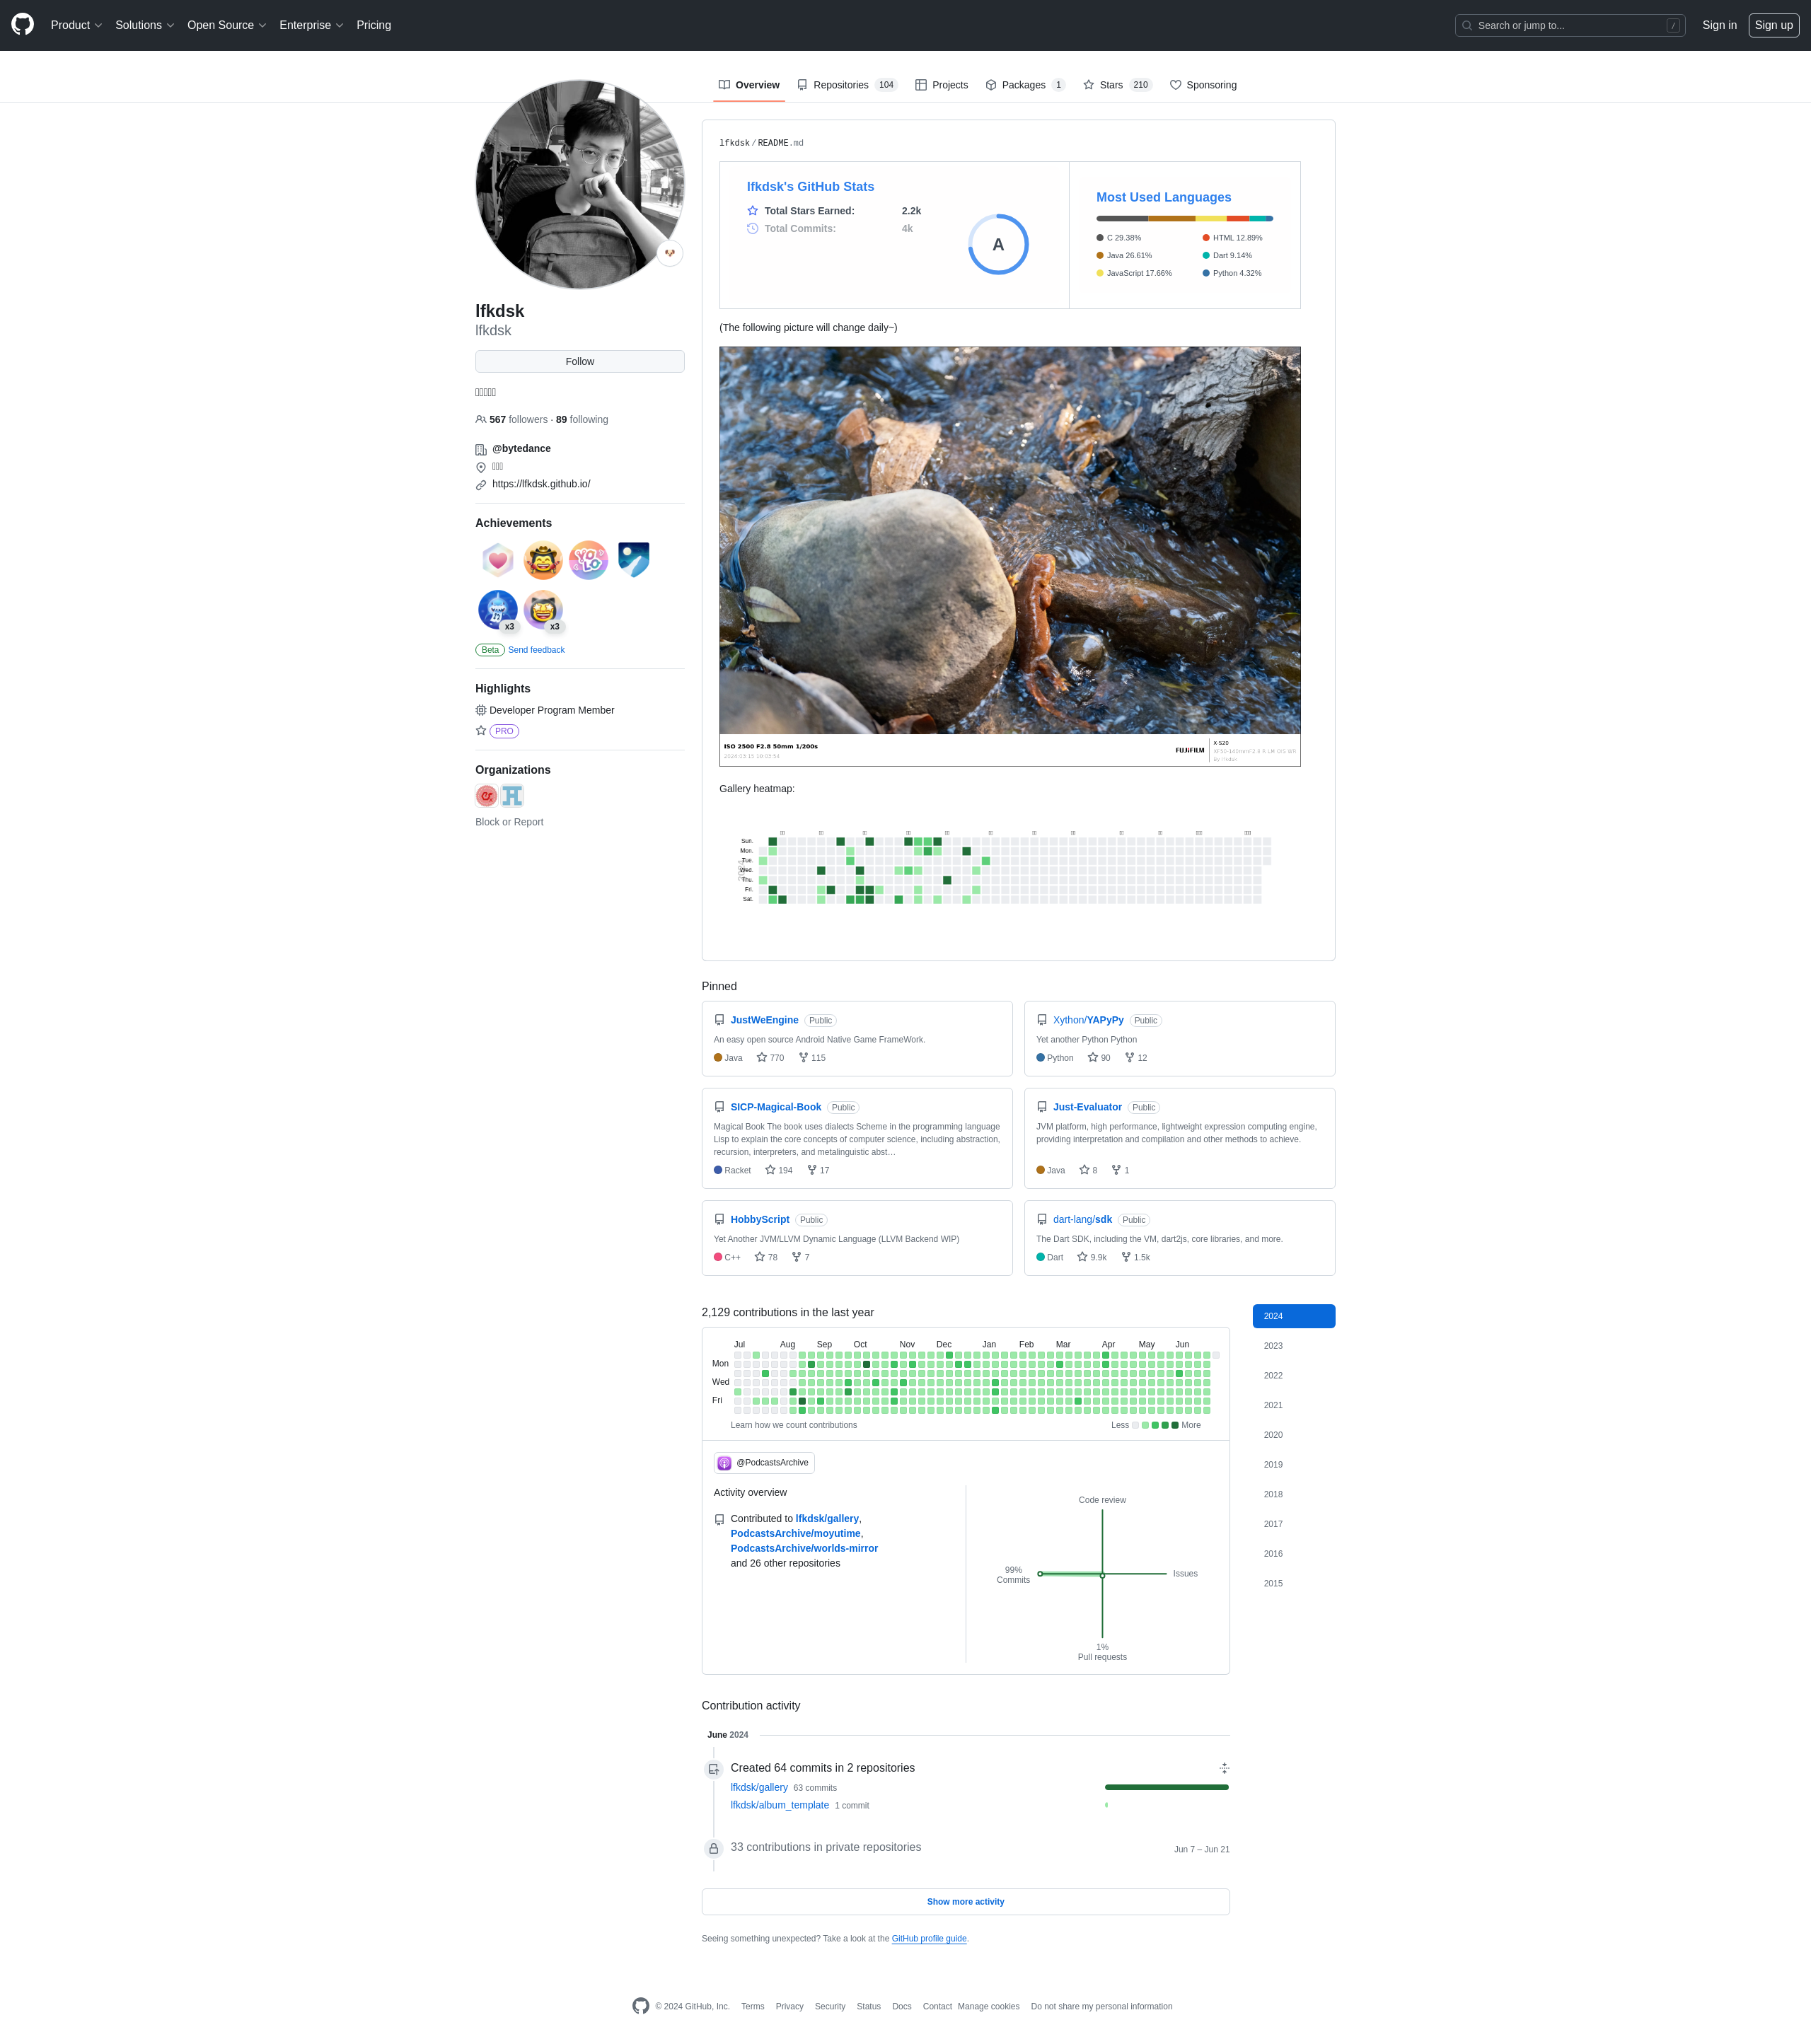 Product
Solutions
Open Source
Enterprise
Pricing
Search or jump to...
/
Sign in
Sign up
Overview
Repositories 104
Projects
Packages 1
Stars 210
Sponsoring
lfkdsk
lfkdsk
Follow
567 followers · 89 following
@bytedance
https://lfkdsk.github.io/
Achievements
YOLO
x3
x3
Beta Send feedback
Highlights
Developer Program Member
PRO
Organizations
Block or Report
lfkdsk/README.md
lfkdsk's GitHub Stats
Total Stars Earned: 2.2k
Total Commits: 4k
A
Most Used Languages
C 29.38%
HTML 12.89%
Java 26.61%
Dart 9.14%
JavaScript 17.66%
Python 4.32%
(The following picture will change daily~)
ISO 2500 F2.8 50mm 1/200s
FUJIFILM
X-S20
Gallery heatmap:
Sun.
Mon.
Tue.
Wed.
Thu.
Fri.
Sat.
Pinned
JustWeEngine Public
An easy open source Android Native Game FrameWork.
Java 770 115
Xython/YAPyPy Public
Yet another Python Python
Python 90 12
SICP-Magical-Book Public
Magical Book The book uses dialects Scheme in the programming language
Lisp to explain the core concepts of computer science, including abstraction,
recursion, interpreters, and metalinguistic abst…
Racket 194 17
Just-Evaluator Public
JVM platform, high performance, lightweight expression computing engine,
providing interpretation and compilation and other methods to achieve.
Java 8 1
HobbyScript Public
Yet Another JVM/LLVM Dynamic Language (LLVM Backend WIP)
C++ 78 7
dart-lang/sdk Public
The Dart SDK, including the VM, dart2js, core libraries, and more.
Dart 9.9k 1.5k
2,129 contributions in the last year
Jul Aug Sep Oct Nov Dec Jan Feb Mar Apr May Jun
Mon
Wed
Fri
Learn how we count contributions
Less
More
@PodcastsArchive
Activity overview
Contributed to lfkdsk/gallery,
PodcastsArchive/moyutime,
PodcastsArchive/worlds-mirror
and 26 other repositories
Code review
99%
Commits
Issues
1%
Pull requests
2024
2023
2022
2021
2020
2019
2018
2017
2016
2015
Contribution activity
June 2024
Created 64 commits in 2 repositories
lfkdsk/gallery 63 commits
lfkdsk/album_template 1 commit
33 contributions in private repositories
Jun 7 – Jun 21
Show more activity
Seeing something unexpected? Take a look at the GitHub profile guide.
© 2024 GitHub, Inc.
Terms
Privacy
Security
Status
Docs
Contact
Manage cookies
Do not share my personal information